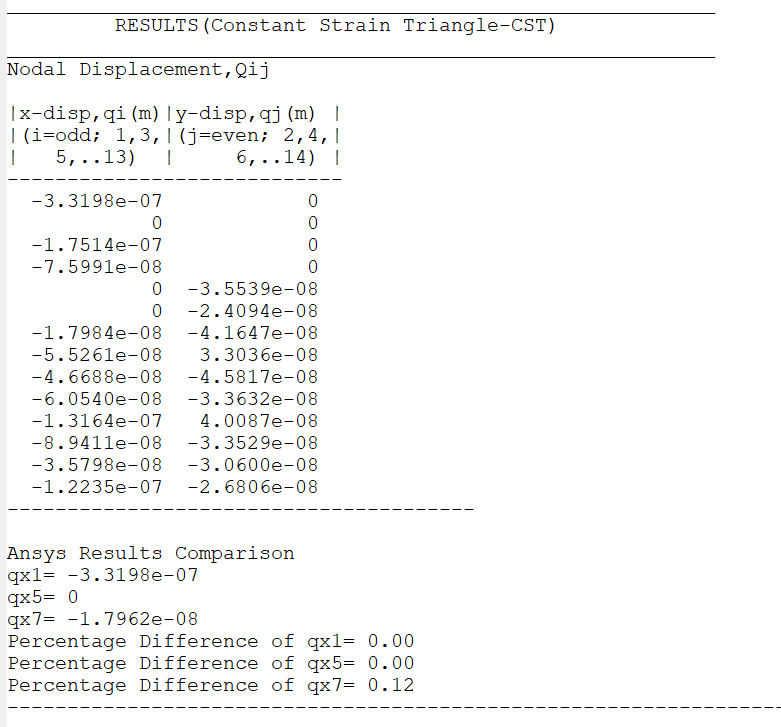 RESULTS(Constant Strain Triangle-CST)
Nodal Displacement,Qij
|x-disp,qi(m)|y-disp,qj(m) |
|(i=odd; 1,3,|(j=even; 2,4,|
|   5,..13)  |     6,..14) |
----------------------------
-3.3198e-07 0
0 0
-1.7514e-07 0
-7.5991e-08 0
0 -3.5539e-08
0 -2.4094e-08
-1.7984e-08 -4.1647e-08
-5.5261e-08 3.3036e-08
-4.6688e-08 -4.5817e-08
-6.0540e-08 -3.3632e-08
-1.3164e-07 4.0087e-08
-8.9411e-08 -3.3529e-08
-3.5798e-08 -3.0600e-08
-1.2235e-07 -2.6806e-08
---------------------------------------
Ansys Results Comparison
qx1= -3.3198e-07
qx5= 0
qx7= -1.7962e-08
Percentage Difference of qx1= 0.00
Percentage Difference of qx5= 0.00
Percentage Difference of qx7= 0.12
----------------------------------------------------------------